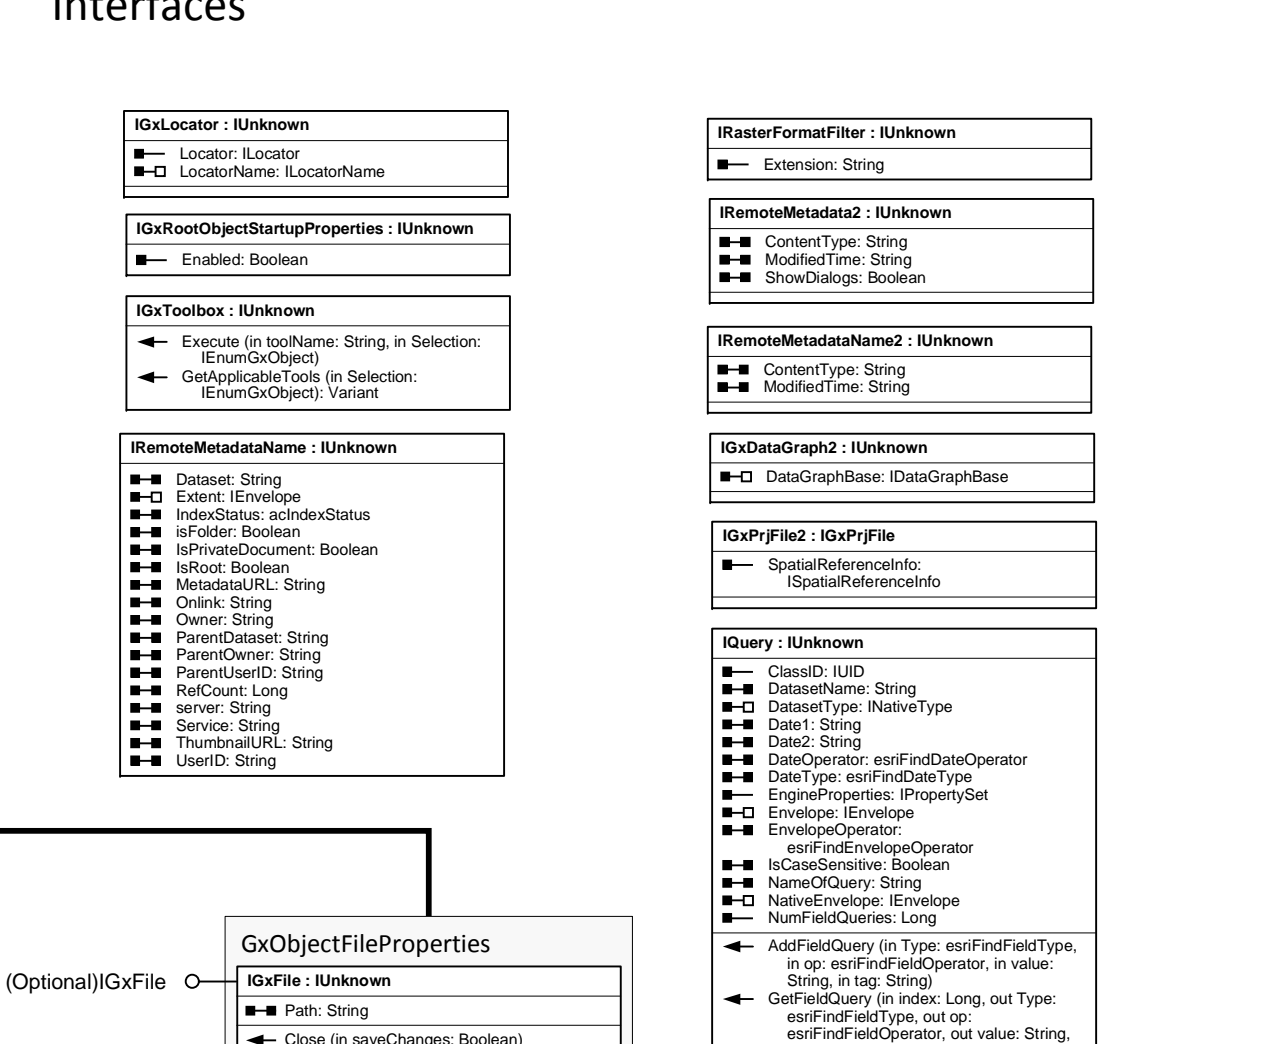 Interfaces
IGxLocator : IUnknown
Locator: ILocator
LocatorName: ILocatorName
IGxRootObjectStartupProperties : IUnknown
Enabled: Boolean
IGxToolbox : IUnknown
Execute (in toolName: String, in Selection:
IEnumGxObject)
GetApplicableTools (in Selection:
IEnumGxObject): Variant
IRemoteMetadataName : IUnknown
Dataset: String
Extent: IEnvelope
IndexStatus: acIndexStatus
isFolder: Boolean
IsPrivateDocument: Boolean
IsRoot: Boolean
MetadataURL: String
Onlink: String
Owner: String
ParentDataset: String
ParentOwner: String
ParentUserID: String
RefCount: Long
server: String
Service: String
ThumbnailURL: String
UserID: String
(Optional)IGxFile
GxObjectFileProperties
IGxFile : IUnknown
Path: String
Close (in saveChanges: Boolean)
IRasterFormatFilter : IUnknown
Extension: String
IRemoteMetadata2 : IUnknown
ContentType: String
ModifiedTime: String
ShowDialogs: Boolean
IRemoteMetadataName2 : IUnknown
ContentType: String
ModifiedTime: String
IGxDataGraph2 : IUnknown
DataGraphBase: IDataGraphBase
IGxPrjFile2 : IGxPrjFile
SpatialReferenceInfo:
ISpatialReferenceInfo
IQuery : IUnknown
ClassID: IUID
DatasetName: String
DatasetType: INativeType
Date1: String
Date2: String
DateOperator: esriFindDateOperator
DateType: esriFindDateType
EngineProperties: IPropertySet
Envelope: IEnvelope
EnvelopeOperator:
esriFindEnvelopeOperator
IsCaseSensitive: Boolean
NameOfQuery: String
NativeEnvelope: IEnvelope
NumFieldQueries: Long
AddFieldQuery (in Type: esriFindFieldType,
in op: esriFindFieldOperator, in value:
String, in tag: String)
GetFieldQuery (in index: Long, out Type:
esriFindFieldType, out op:
esriFindFieldOperator, out value: String,